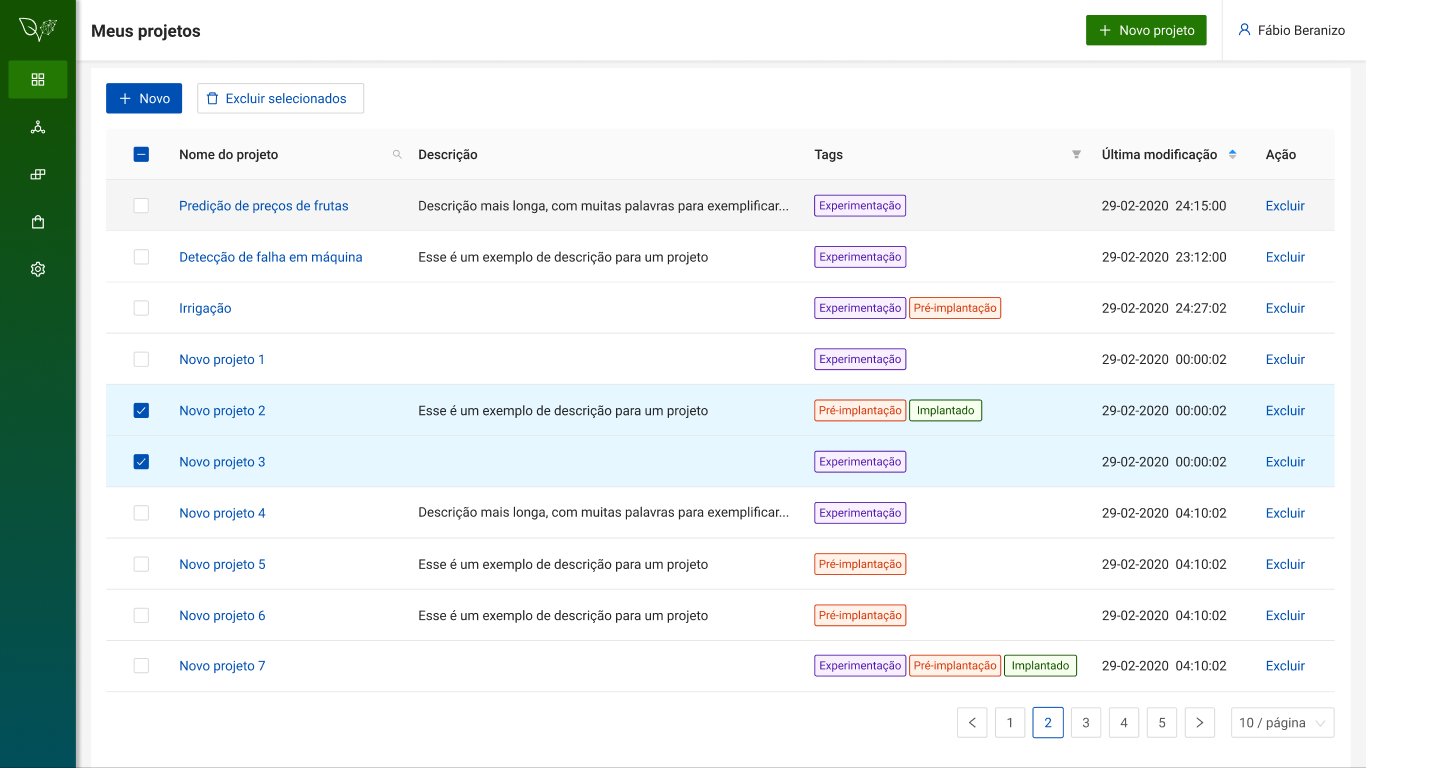 Meus projetos
Novo projeto
Fábio Beranizo
Novo
Excluir selecionados
Nome do projeto Descrição Tags Última modificação Ação
Predição de preços de frutas Descrição mais longa, com muitas palavras para exemplificar... Experimentação 29-02-2020 24:15:00 Excluir
Detecção de falha em máquina Esse é um exemplo de descrição para um projeto Experimentação 29-02-2020 23:12:00 Excluir
Irrigação Experimentação Pré-implantação 29-02-2020 24:27:02 Excluir
Novo projeto 1 Experimentação 29-02-2020 00:00:02 Excluir
Novo projeto 2 Esse é um exemplo de descrição para um projeto Pré-implantação Implantado 29-02-2020 00:00:02 Excluir
Novo projeto 3 Experimentação 29-02-2020 00:00:02 Excluir
Novo projeto 4 Descrição mais longa, com muitas palavras para exemplificar... Experimentação 29-02-2020 04:10:02 Excluir
Novo projeto 5 Esse é um exemplo de descrição para um projeto Pré-implantação 29-02-2020 04:10:02 Excluir
Novo projeto 6 Esse é um exemplo de descrição para um projeto Pré-implantação 29-02-2020 04:10:02 Excluir
Novo projeto 7 Experimentação Pré-implantação Implantado 29-02-2020 04:10:02 Excluir
1 2 3 4 5 10 / página